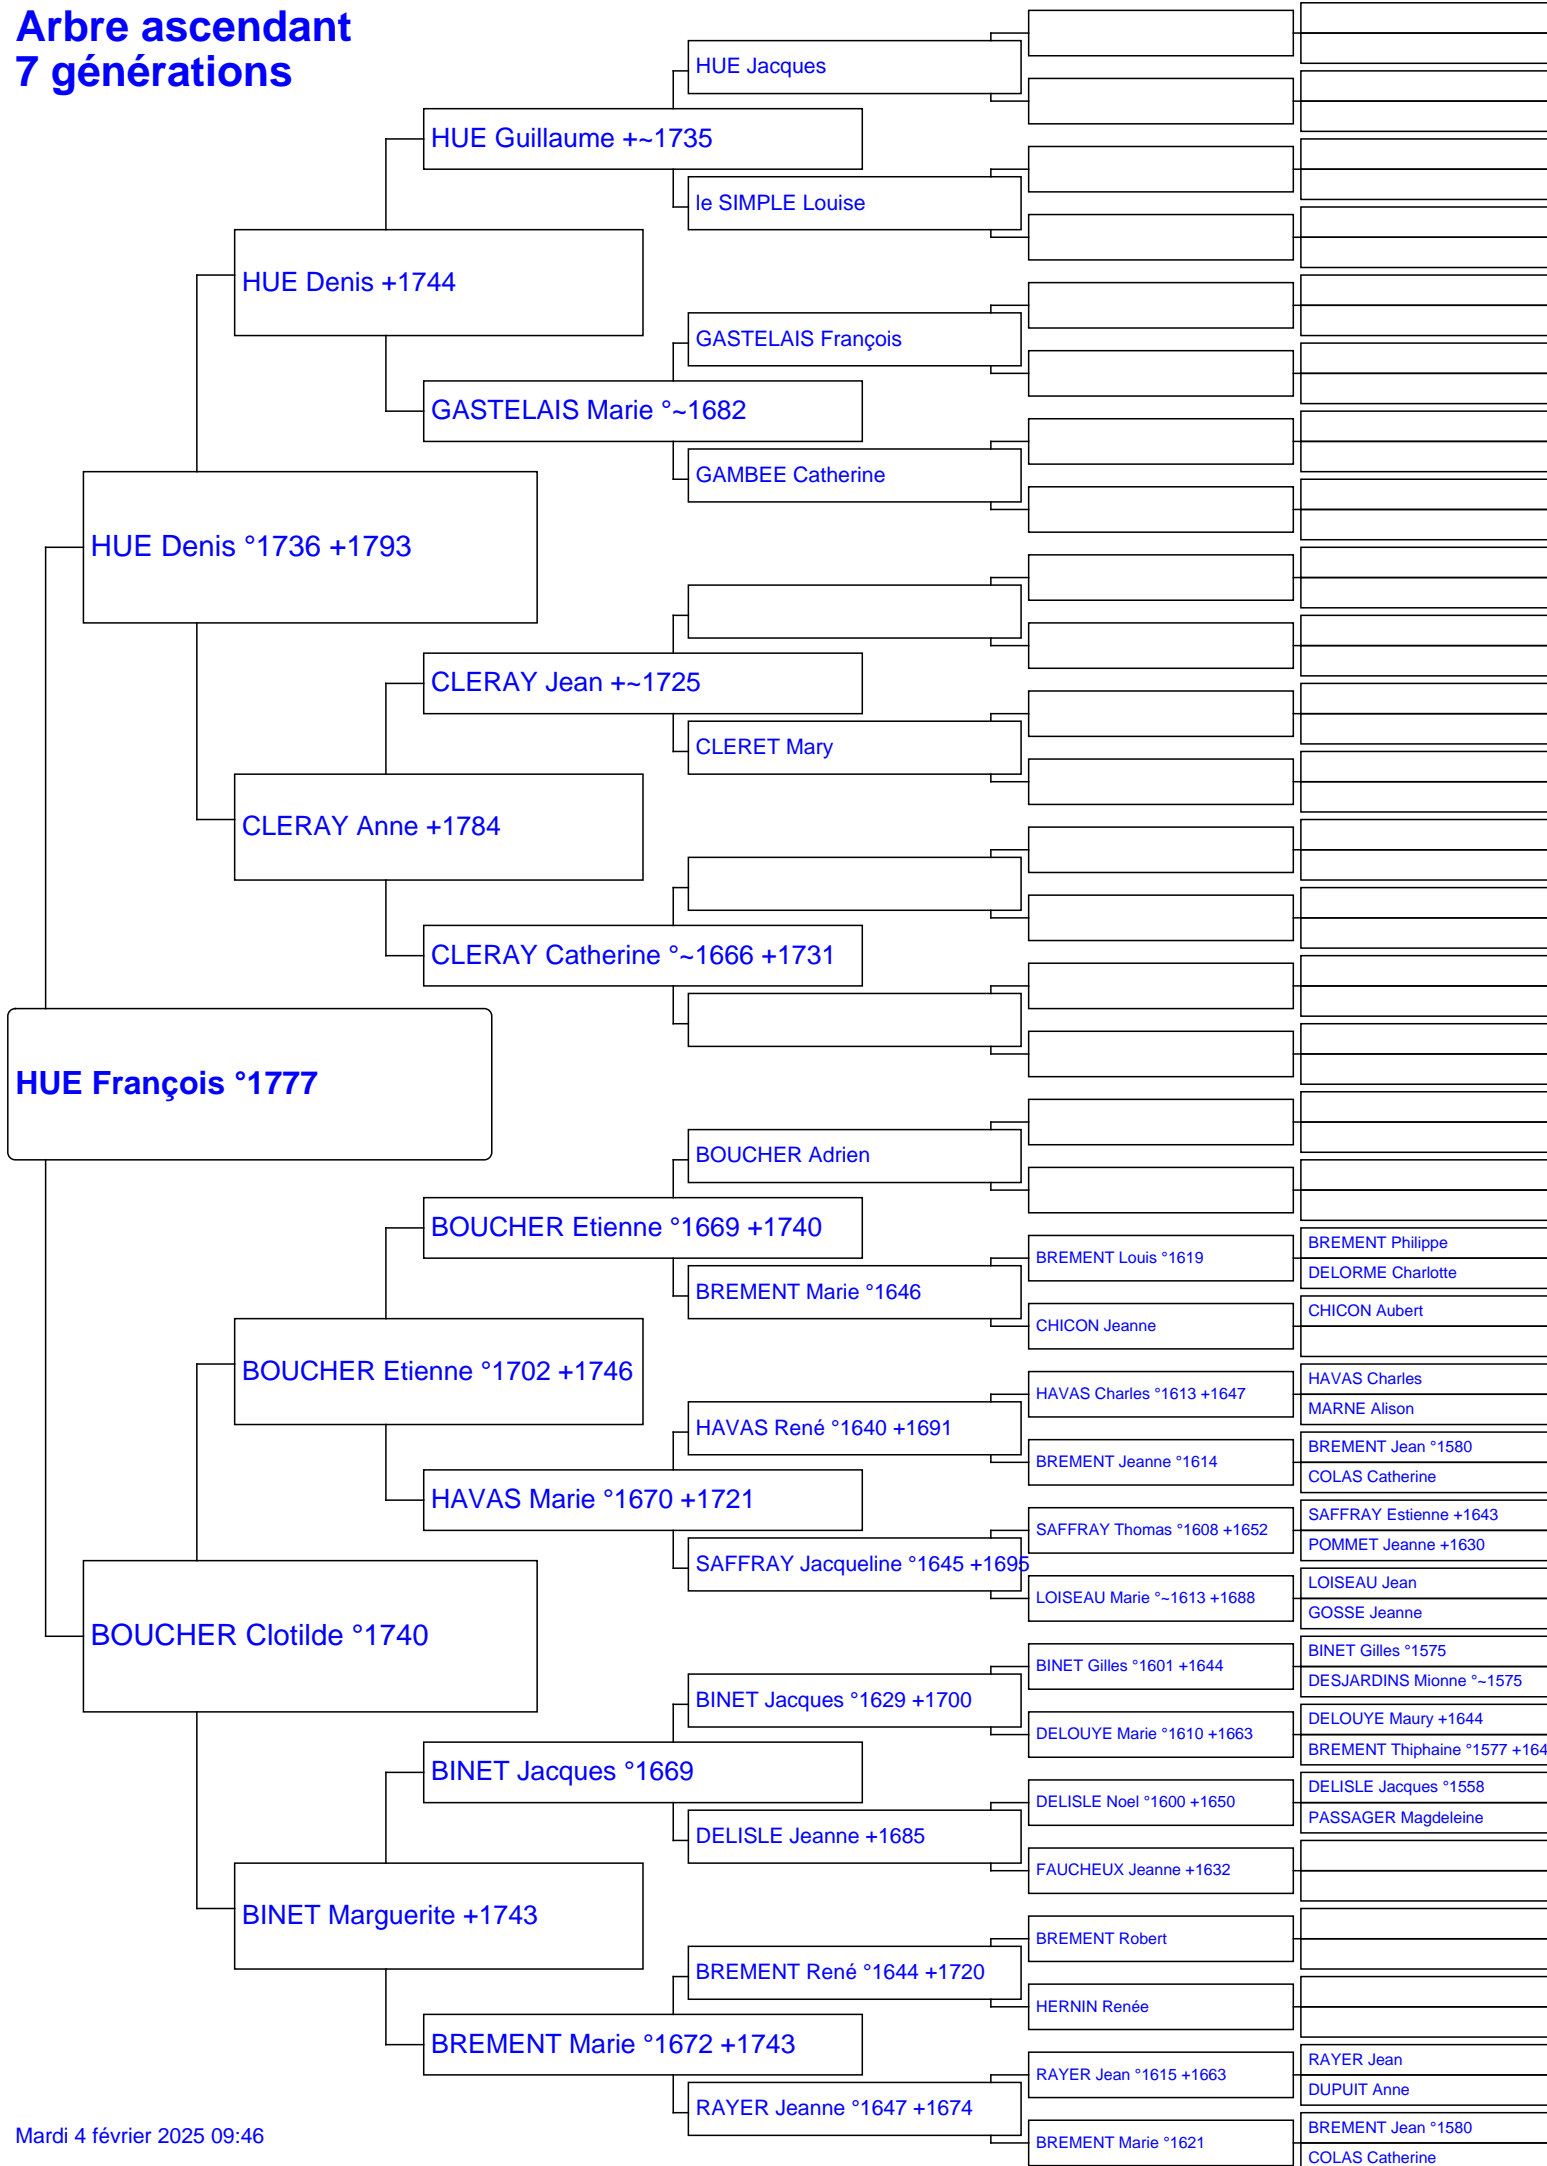 Arbre ascendant
7 générations
HUE Jacques
HUE Guillaume +~1735
le SIMPLE Louise
HUE Denis +1744
GASTELAIS François
GASTELAIS Marie °~1682
GAMBEE Catherine
HUE Denis °1736 +1793
CLERAY Jean +~1725
CLERET Mary
CLERAY Anne +1784
CLERAY Catherine °~1666 +1731
HUE François °1777
BOUCHER Adrien
BOUCHER Etienne °1669 +1740
BREMENT Philippe
BREMENT Louis °1619
DELORME Charlotte
BREMENT Marie °1646
CHICON Aubert
CHICON Jeanne
BOUCHER Etienne °1702 +1746
HAVAS Charles
HAVAS Charles °1613 +1647
MARNE Alison
HAVAS René °1640 +1691
BREMENT Jean °1580
BREMENT Jeanne °1614
COLAS Catherine
HAVAS Marie °1670 +1721
SAFFRAY Estienne +1643
SAFFRAY Thomas °1608 +1652
POMMET Jeanne +1630
SAFFRAY Jacqueline °1645 +1695
LOISEAU Jean
LOISEAU Marie °~1613 +1688
GOSSE Jeanne
BOUCHER Clotilde °1740
BINET Gilles °1575
BINET Gilles °1601 +1644
DESJARDINS Mionne °~1575
BINET Jacques °1629 +1700
DELOUYE Maury +1644
DELOUYE Marie °1610 +1663
BREMENT Thiphaine °1577 +164
BINET Jacques °1669
DELISLE Jacques °1558
DELISLE Noel °1600 +1650
PASSAGER Magdeleine
DELISLE Jeanne +1685
FAUCHEUX Jeanne +1632
BINET Marguerite +1743
BREMENT Robert
BREMENT René °1644 +1720
HERNIN Renée
BREMENT Marie °1672 +1743
RAYER Jean
RAYER Jean °1615 +1663
DUPUIT Anne
RAYER Jeanne °1647 +1674
BREMENT Jean °1580
BREMENT Marie °1621
COLAS Catherine
Mardi 4 février 2025 09:46